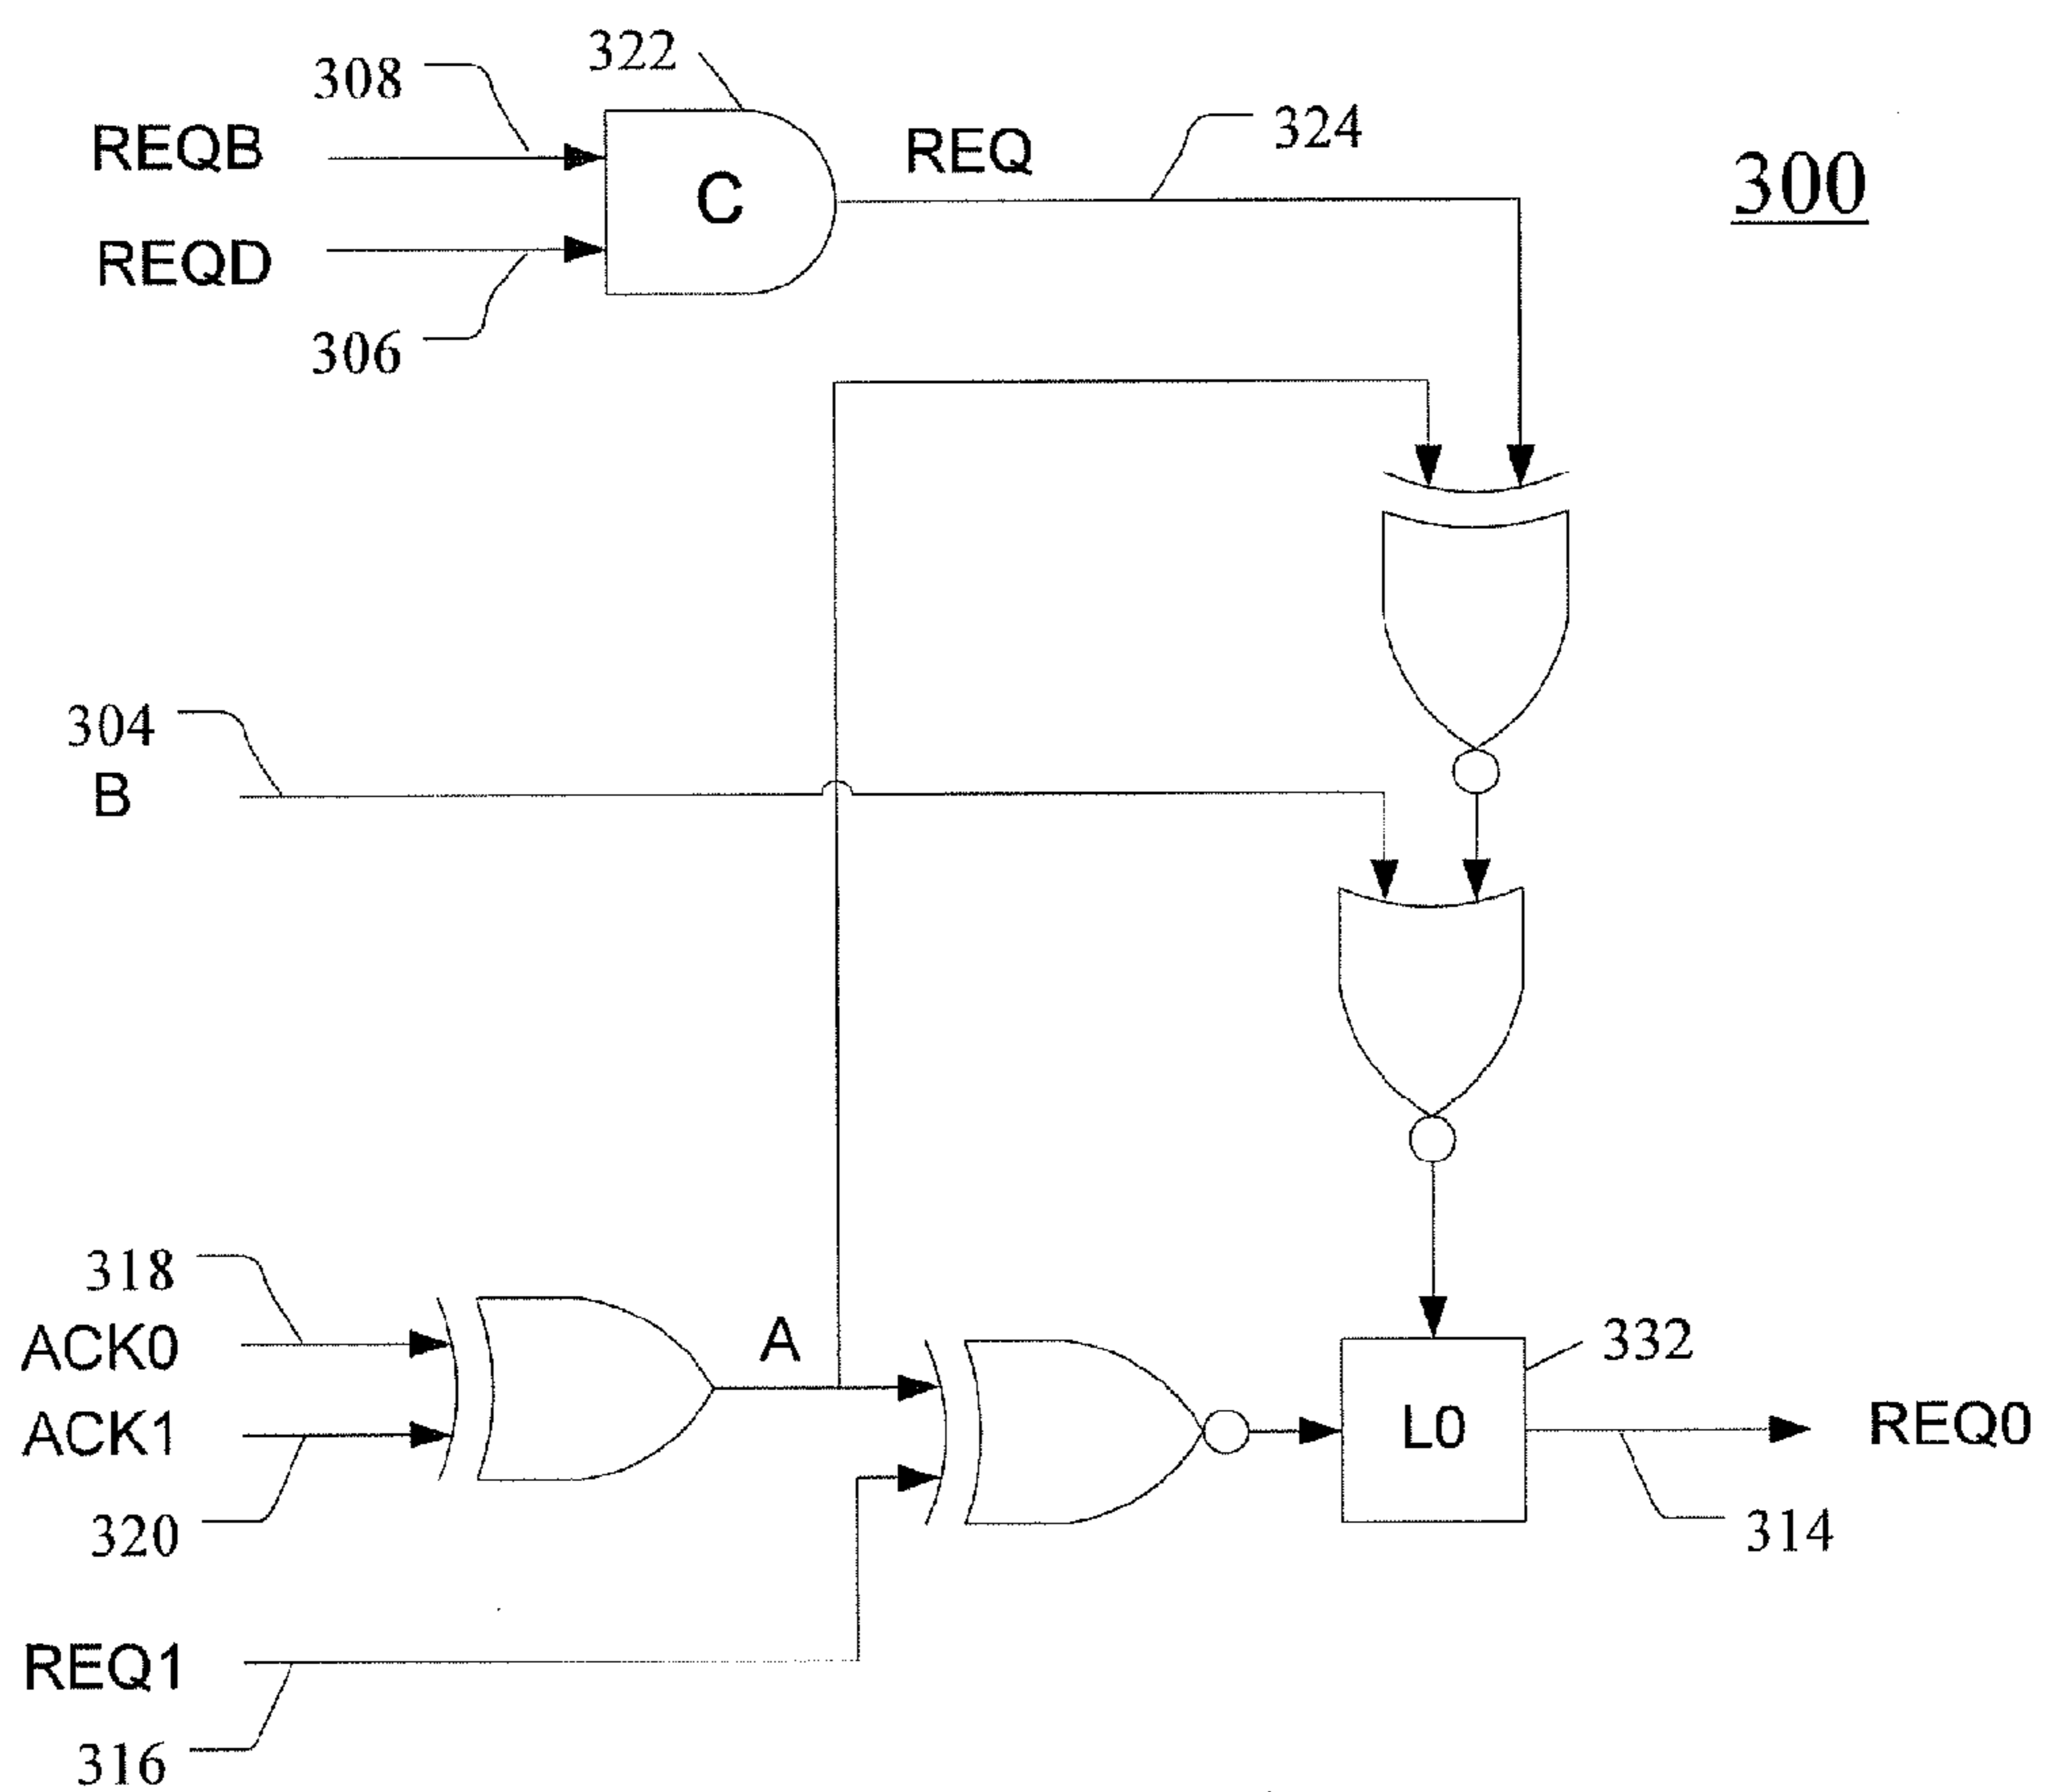 322
308
REQB
REQ
324
300
C
REQD
306
304
B
318
ACK0
A
332
ACK1
L0
REQ0
320
314
REQ1
316